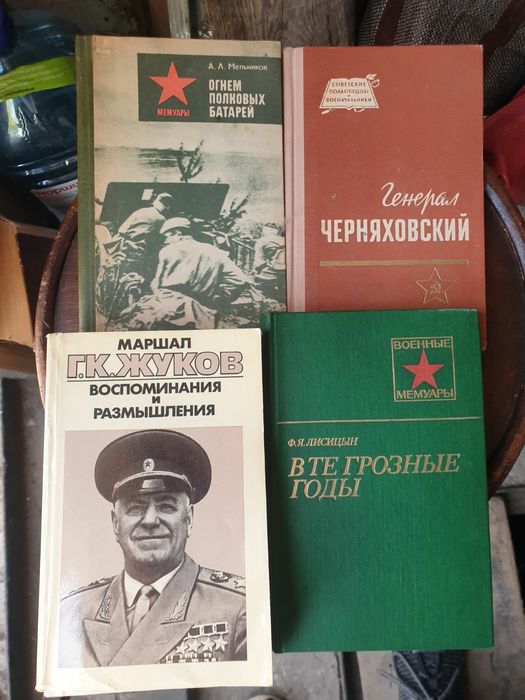 А. Л. Мельников
ОГНЕМ
ПОЛКОВЫХ
БАТАРЕЙ
МЕМУАРЫ
СОВЕТСКИЕ
ПОЛКОВОДЦЫ
И
ВОЕНАЧАЛЬНИКИ
Генерал
ЧЕРНЯХОВСКИЙ
МАРШАЛ
Г.К. ЖУКОВ
ВОСПОМИНАНИЯ
И
РАЗМЫШЛЕНИЯ
ВОЕННЫЕ
МЕМУАРЫ
Ф.Я. ЛИСИЦЫН
В ТЕ ГРОЗНЫЕ
ГОДЫ